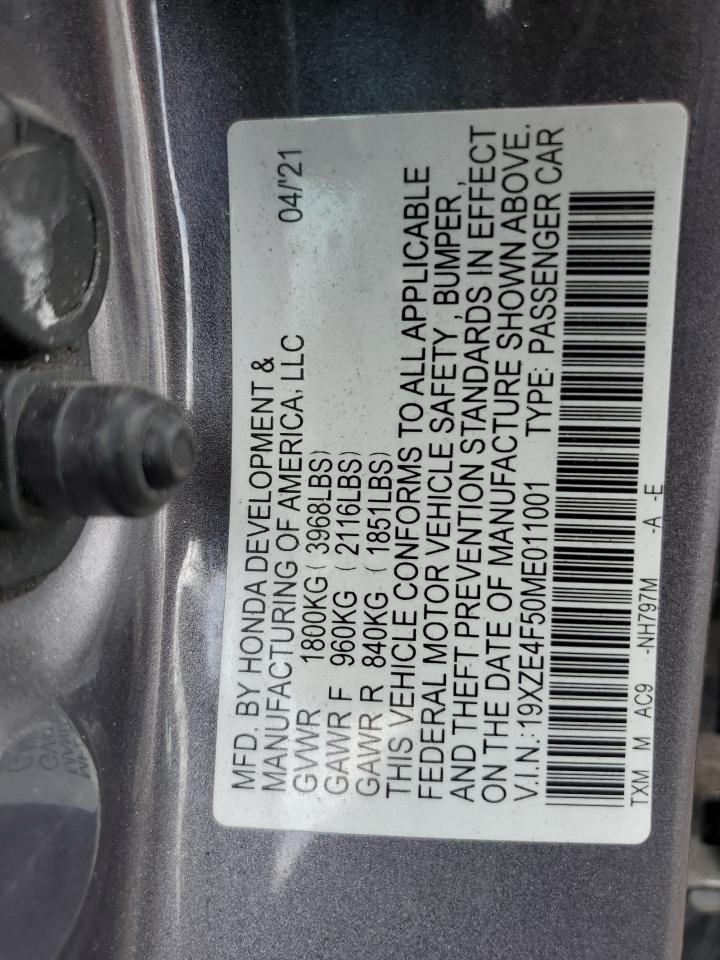 MFD. BY HONDA DEVELOPMENT &
MANUFACTURING OF AMERICA, LLC 04/'21
GVWR 1800KG ( 3968LBS)
GAWR F 960KG ( 2116LBS)
GAWR R 840KG ( 1851LBS)
THIS VEHICLE CONFORMS TO ALL APPLICABLE
FEDERAL MOTOR VEHICLE SAFETY , BUMPER ,
AND THEFT PREVENTION STANDARDS IN EFFECT
ON THE DATE OF MANUFACTURE SHOWN ABOVE.
V.I.N.: 19XZE4F50ME011001 TYPE: PASSENGER CAR
TXM M AC9 -NH797M -A -E